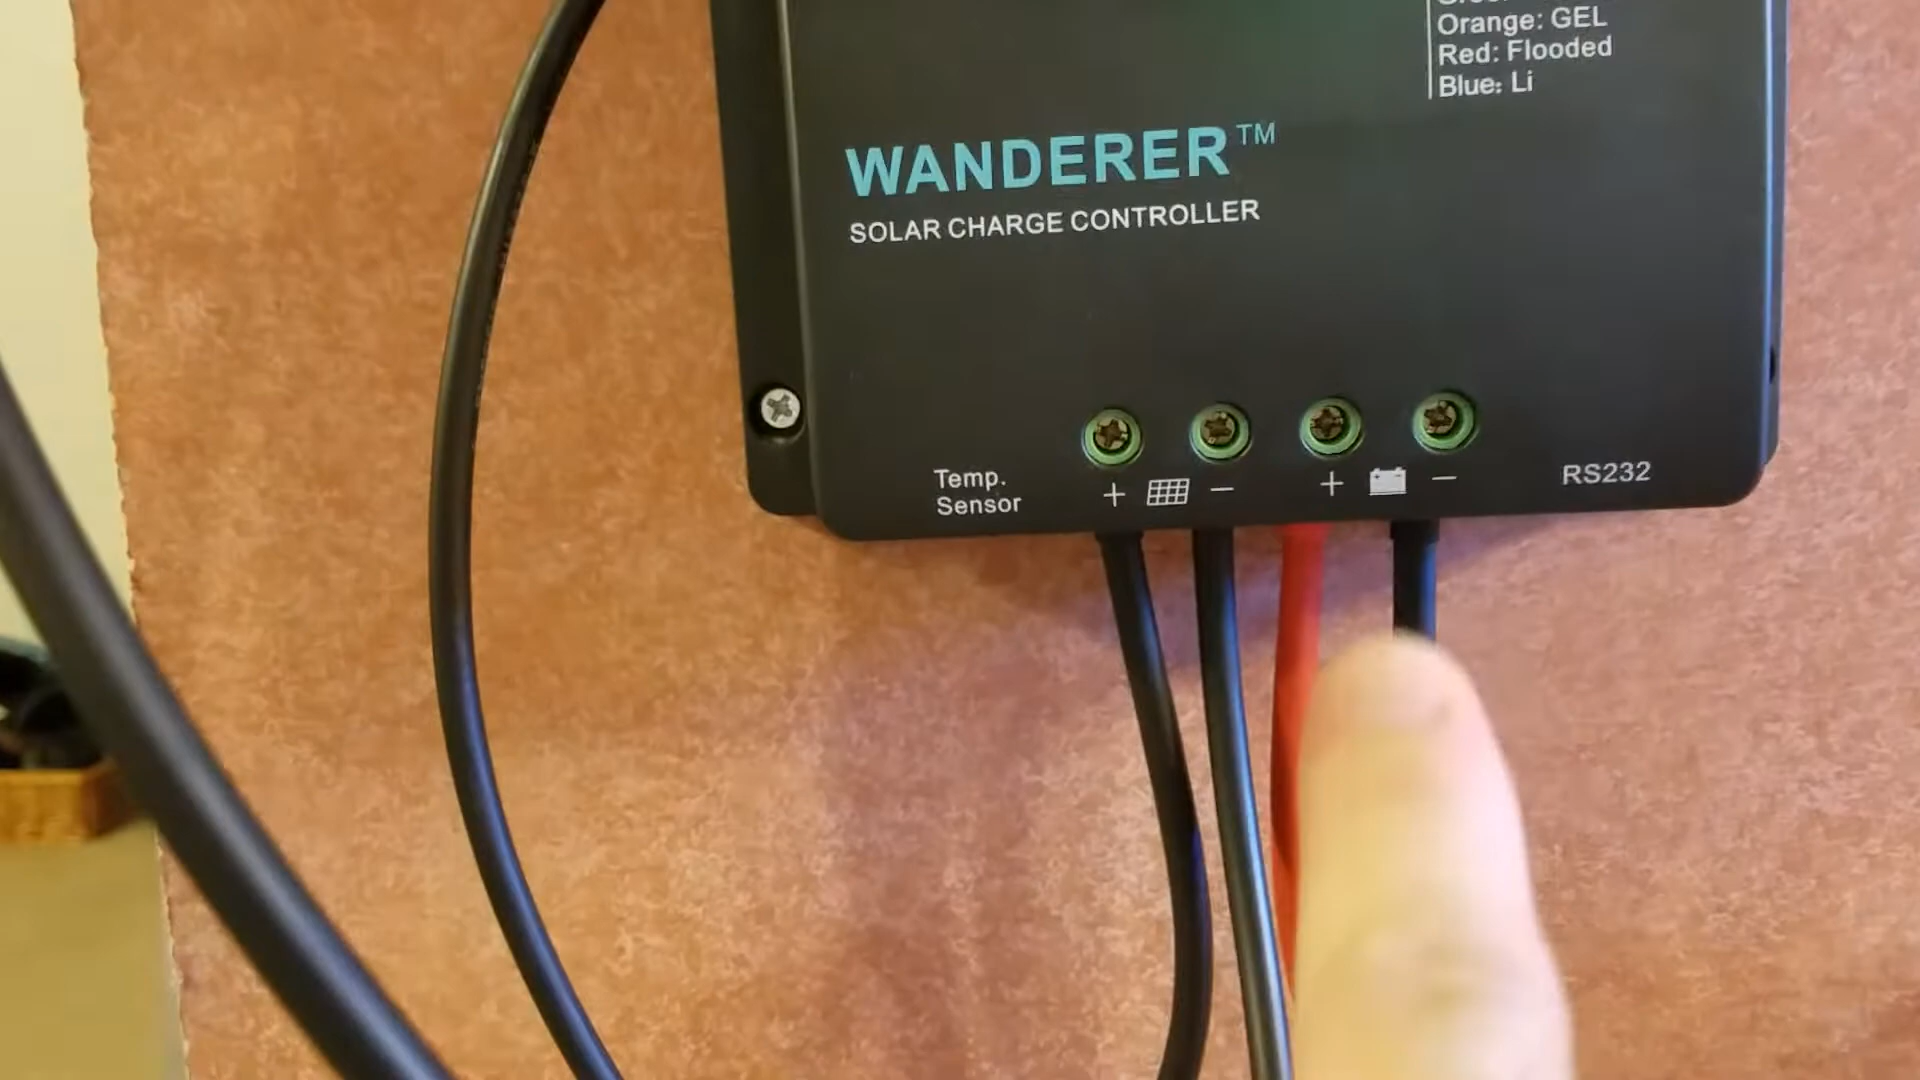 Orange: GEL
Red: Flooded
Blue: Li
WANDERER™
SOLAR CHARGE CONTROLLER
Temp.
Sensor
+ − + −
RS232